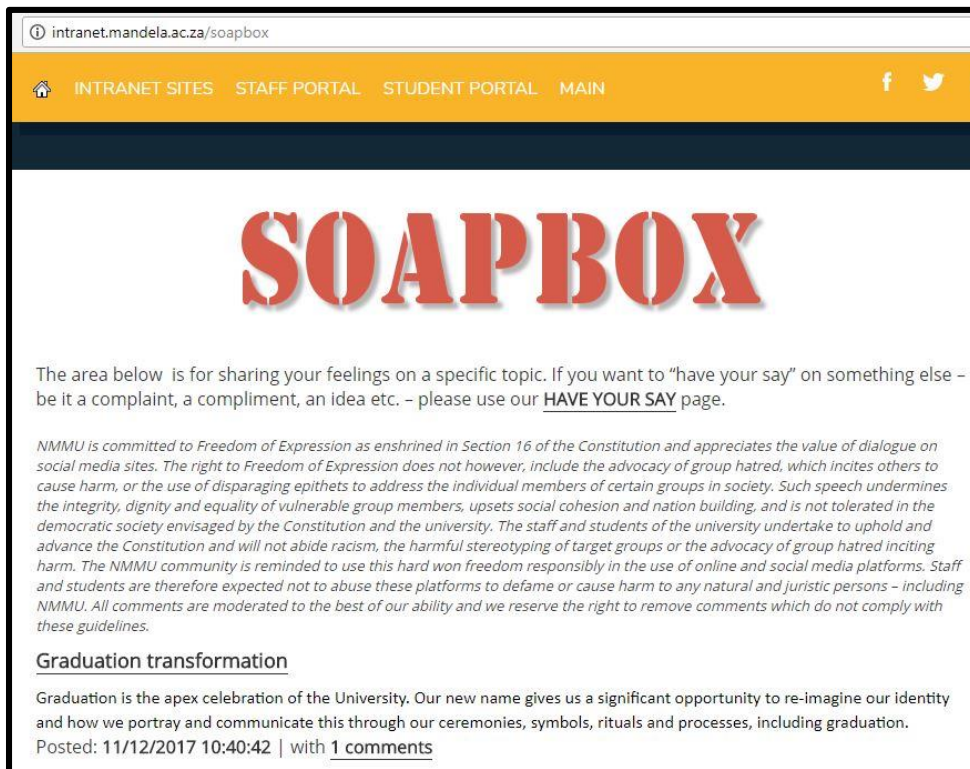 intranet.mandela.ac.za/soapbox
INTRANET SITES STAFF PORTAL STUDENT PORTAL MAIN
SOAPBOX
The area below is for sharing your feelings on a specific topic. If you want to “have your say” on something else –
be it a complaint, a compliment, an idea etc. – please use our HAVE YOUR SAY page.
NMMU is committed to Freedom of Expression as enshrined in Section 16 of the Constitution and appreciates the value of dialogue on
social media sites. The right to Freedom of Expression does not however, include the advocacy of group hatred, which incites others to
cause harm, or the use of disparaging epithets to address the individual members of certain groups in society. Such speech undermines
the integrity, dignity and equality of vulnerable group members, upsets social cohesion and nation building, and is not tolerated in the
democratic society envisaged by the Constitution and the university. The staff and students of the university undertake to uphold and
advance the Constitution and will not abide racism, the harmful stereotyping of target groups or the advocacy of group hatred inciting
harm. The NMMU community is reminded to use this hard won freedom responsibly in the use of online and social media platforms. Staff
and students are therefore expected not to abuse these platforms to defame or cause harm to any natural and juristic persons – including
NMMU. All comments are moderated to the best of our ability and we reserve the right to remove comments which do not comply with
these guidelines.
Graduation transformation
Graduation is the apex celebration of the University. Our new name gives us a significant opportunity to re-imagine our identity
and how we portray and communicate this through our ceremonies, symbols, rituals and processes, including graduation.
Posted: 11/12/2017 10:40:42 | with 1 comments